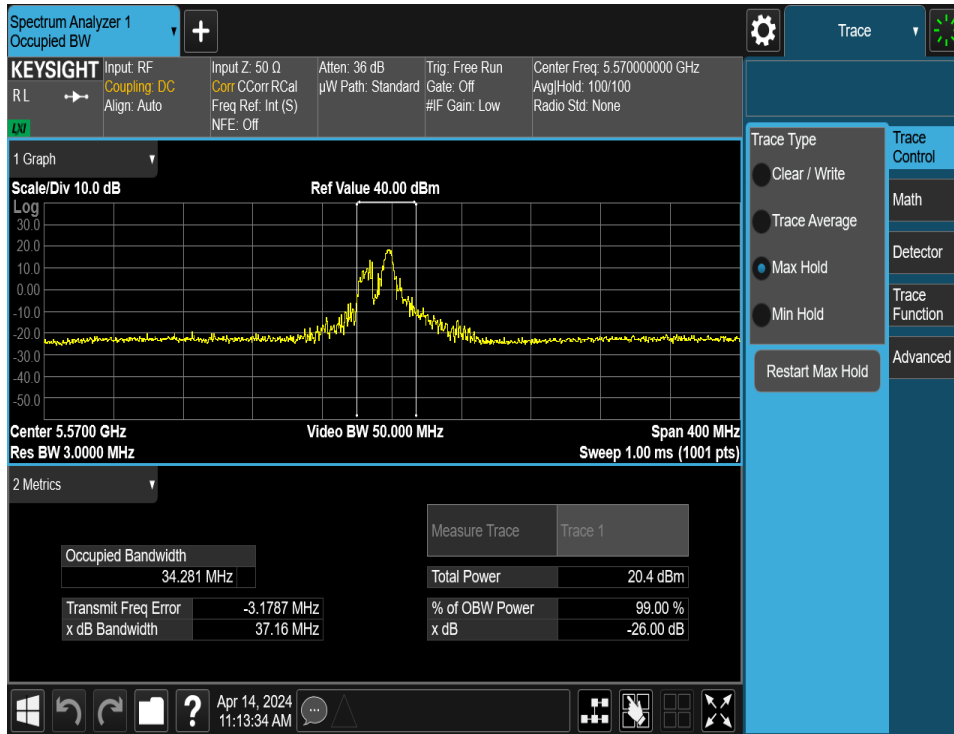 Spectrum Analyzer 1
Occupied BW
+
Trace
KEYSIGHT
R L
LXI
Input: RF
Coupling: DC
Align: Auto
Input Z: 50 Ω
Corr CCorr RCal
Freq Ref: Int (S)
NFE: Off
Atten: 36 dB
µW Path: Standard
Trig: Free Run
Gate: Off
#IF Gain: Low
Center Freq: 5.570000000 GHz
Avg|Hold: 100/100
Radio Std: None
1 Graph
Scale/Div 10.0 dB
Ref Value 40.00 dBm
Log
30.0
20.0
10.0
0.00
-10.0
-20.0
-30.0
-40.0
-50.0
Center 5.5700 GHz
Video BW 50.000 MHz
Span 400 MHz
Res BW 3.0000 MHz
Sweep 1.00 ms (1001 pts)
2 Metrics
Measure Trace
Trace 1
Occupied Bandwidth
34.281 MHz
Total Power
20.4 dBm
Transmit Freq Error
-3.1787 MHz
% of OBW Power
99.00 %
x dB Bandwidth
37.16 MHz
x dB
-26.00 dB
Trace Type
Clear / Write
Trace Average
Max Hold
Min Hold
Restart Max Hold
Trace
Control
Math
Detector
Trace
Function
Advanced
?
Apr 14, 2024
11:13:34 AM